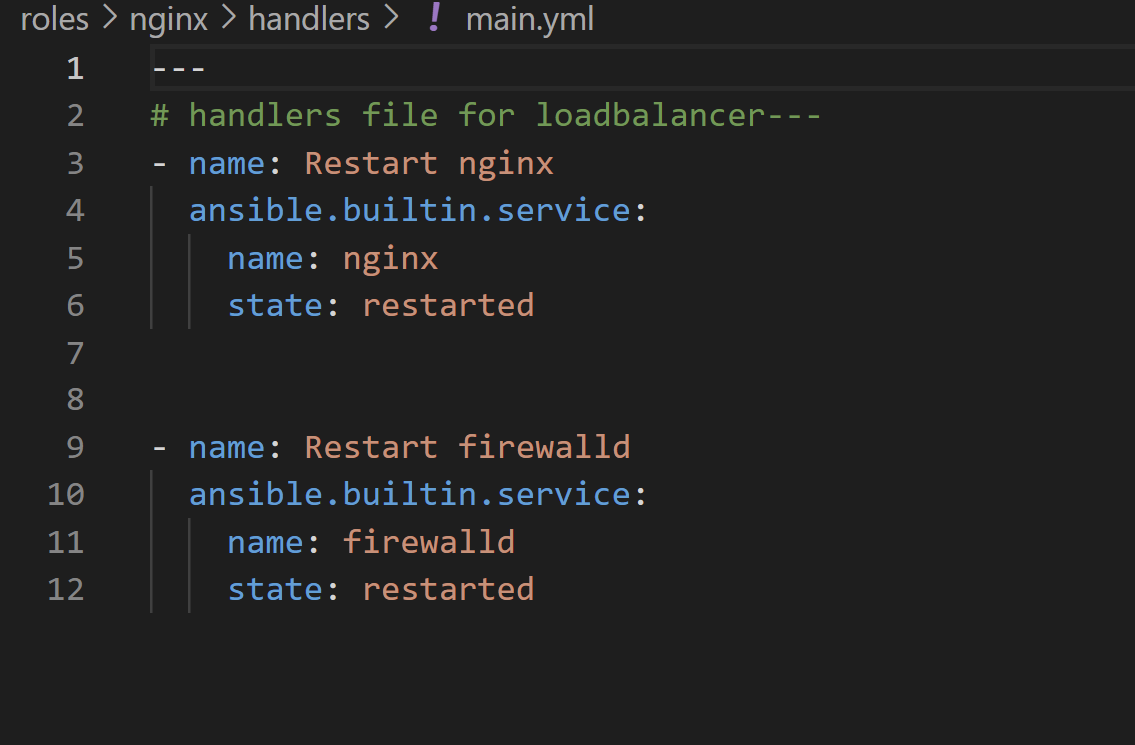 roles > nginx > handlers > ! main.yml
1 ---
2 # handlers file for loadbalancer---
3 - name: Restart nginx
4   ansible.builtin.service:
5     name: nginx
6     state: restarted
7
8
9 - name: Restart firewalld
10   ansible.builtin.service:
11     name: firewalld
12     state: restarted